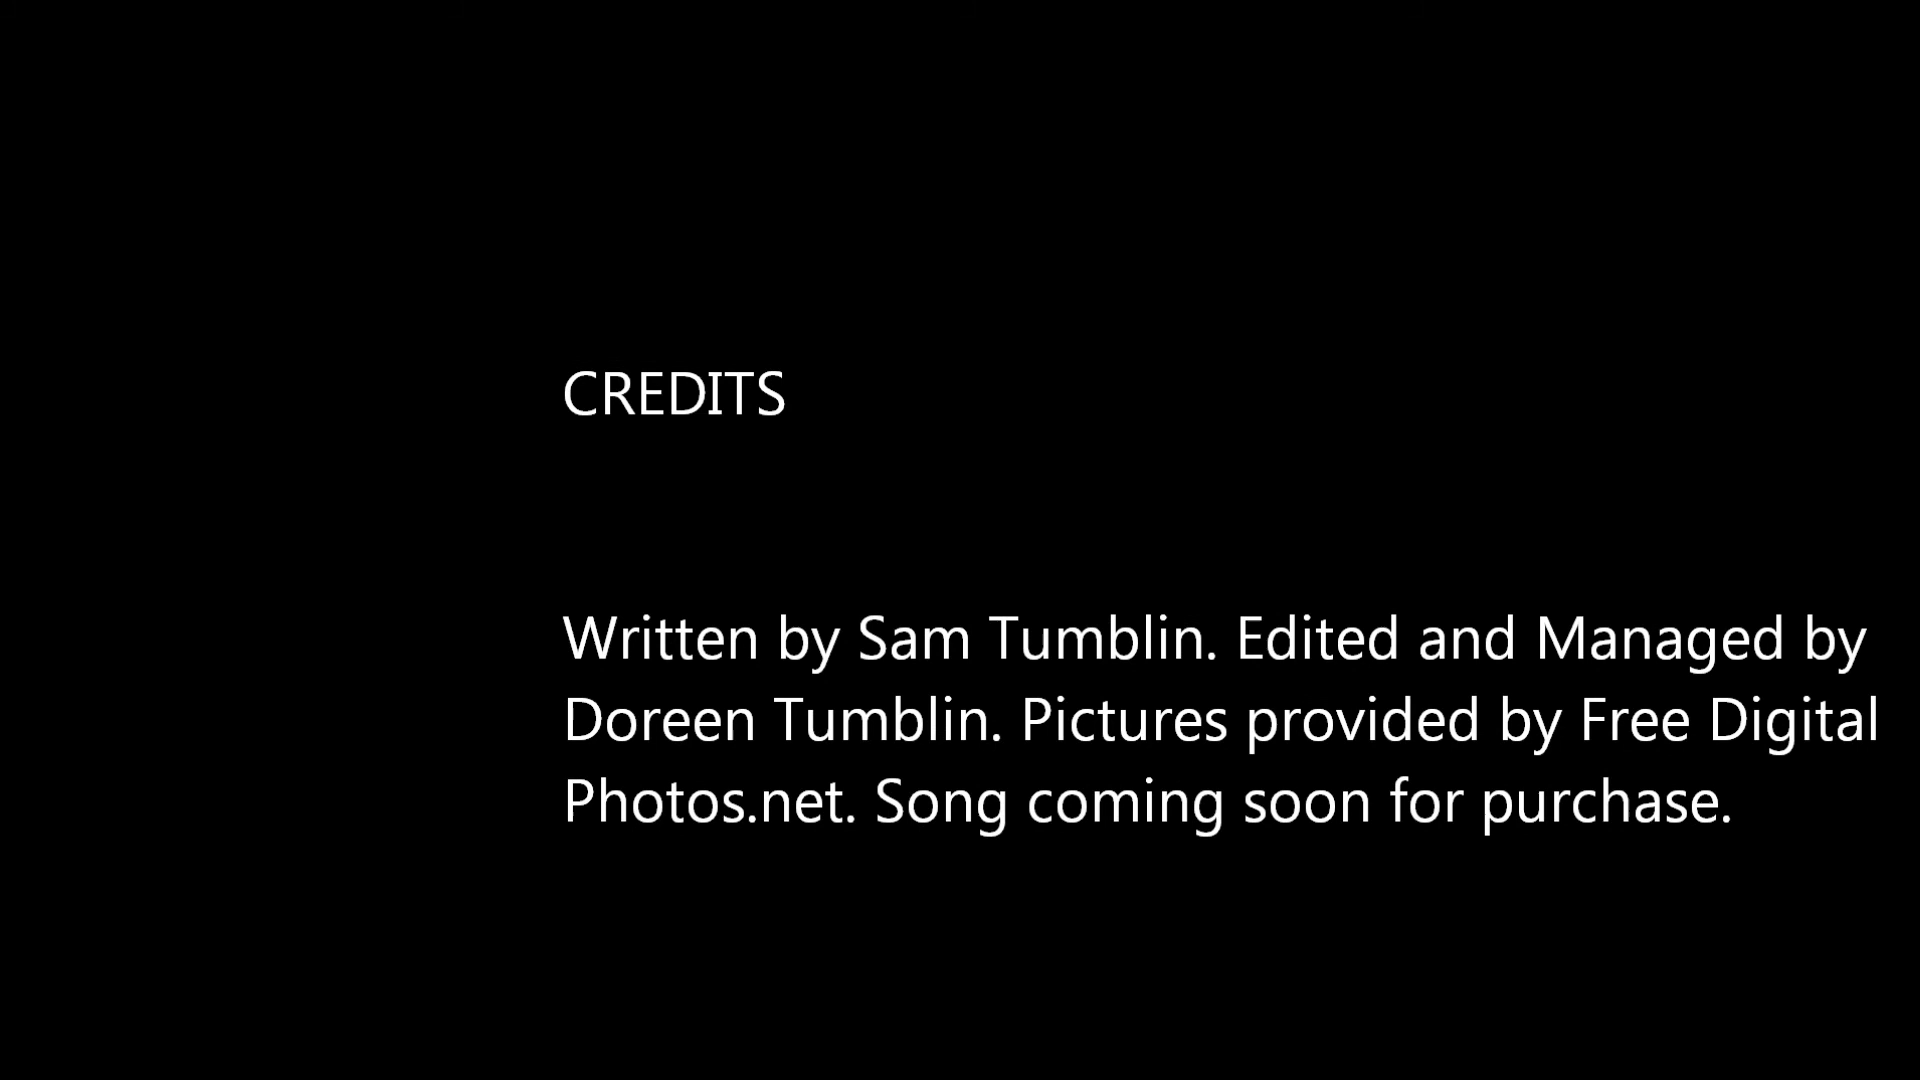 CREDITS
Written by Sam Tumblin. Edited and Managed by
Doreen Tumblin. Pictures provided by Free Digital
Photos.net. Song coming soon for purchase.